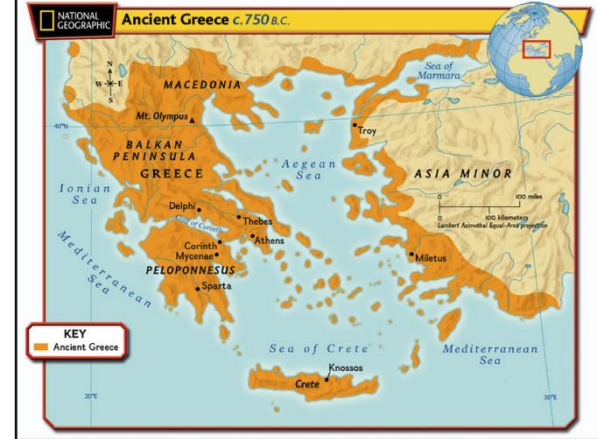 NATIONAL
GEOGRAPHIC
Ancient Greece c.750 B.C.
N
W E
S
MACEDONIA
Sea of
Marmara
Mt. Olympus
40°N
Troy
BALKAN
PENINSULA
GREECE
Aegean
Sea
ASIA MINOR
Ionian
Sea
0 100 miles
0 100 kilometers
Lambert Azimuthal Equal-Area projection
Delphi
Gulf of Corinth
Thebes
Athens
Corinth
Mycenae
Miletus
Mediterranean
Sea
PELOPONNESUS
Sparta
KEY
Ancient Greece
Sea of Crete
Mediterranean
Sea
Knossos
Crete
20°E
30°E